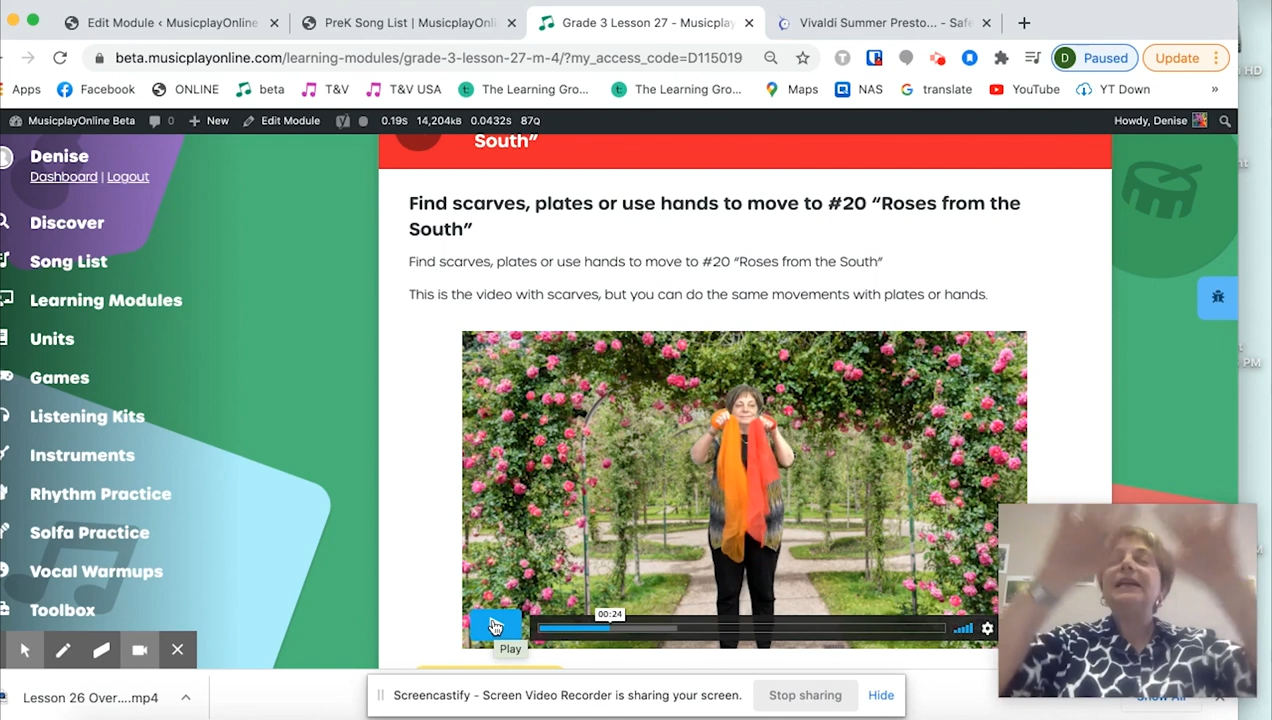 Edit Module ‹ MusicplayOnline
PreK Song List | MusicplayOnli
Grade 3 Lesson 27 - Musicplay
Vivaldi Summer Presto... - Safe
beta.musicplayonline.com/learning-modules/grade-3-lesson-27-m-4/?my_access_code=D115019
D Paused
Update
Apps
Facebook
ONLINE
beta
T&V
T&V USA
The Learning Gro...
The Learning Gro...
Maps
NAS
translate
YouTube
YT Down
»
MusicplayOnline Beta
0
New
Edit Module
0.19s 14,204kB 0.0432s 87Q
Howdy, Denise
HD
South”
Denise
Dashboard | Logout
Discover
Song List
Learning Modules
Units
Games
Listening Kits
Instruments
Rhythm Practice
Solfa Practice
Vocal Warmups
Toolbox
Find scarves, plates or use hands to move to #20 “Roses from the
South”
Find scarves, plates or use hands to move to #20 “Roses from the South”
This is the video with scarves, but you can do the same movements with plates or hands.
PM
00:24
Play
Lesson 26 Over....mp4
Screencastify - Screen Video Recorder is sharing your screen.
Stop sharing
Hide